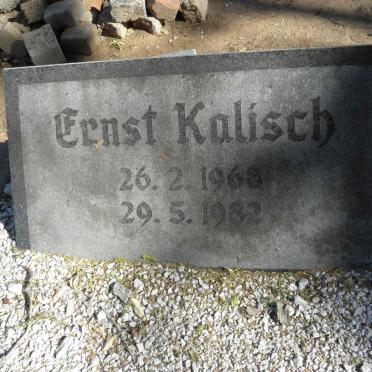 Ernst Kalisch
26. 2. 1968
29. 5. 1982